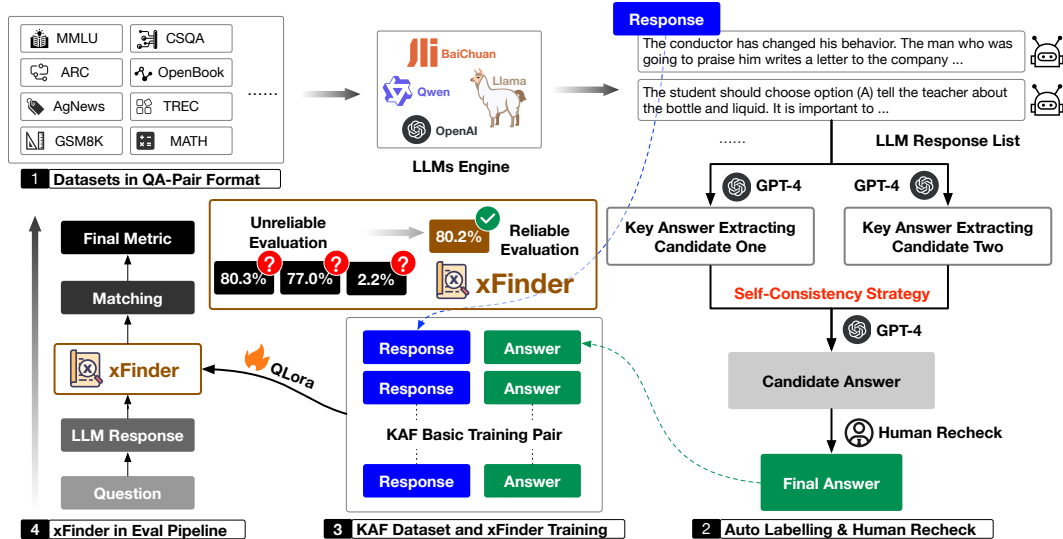 MMLU
CSQA
ARC
OpenBook
AgNews
TREC
GSM8K
MATH
......
1 Datasets in QA-Pair Format
BaiChuan
Qwen
Llama
OpenAI
LLMs Engine
Response
The conductor has changed his behavior. The man who was
going to praise him writes a letter to the company ...
The student should choose option (A) tell the teacher about
the bottle and liquid. It is important to ...
......
LLM Response List
GPT-4
GPT-4
Key Answer Extracting
Candidate One
Key Answer Extracting
Candidate Two
Self-Consistency Strategy
GPT-4
Candidate Answer
Human Recheck
Final Answer
2 Auto Labelling & Human Recheck
Unreliable
Evaluation
80.3%
?
77.0%
?
2.2%
?
80.2%
Reliable
Evaluation
xFinder
Response
Answer
Response
Answer
KAF Basic Training Pair
Response
Answer
3 KAF Dataset and xFinder Training
QLora
Final Metric
Matching
xFinder
LLM Response
Question
4 xFinder in Eval Pipeline